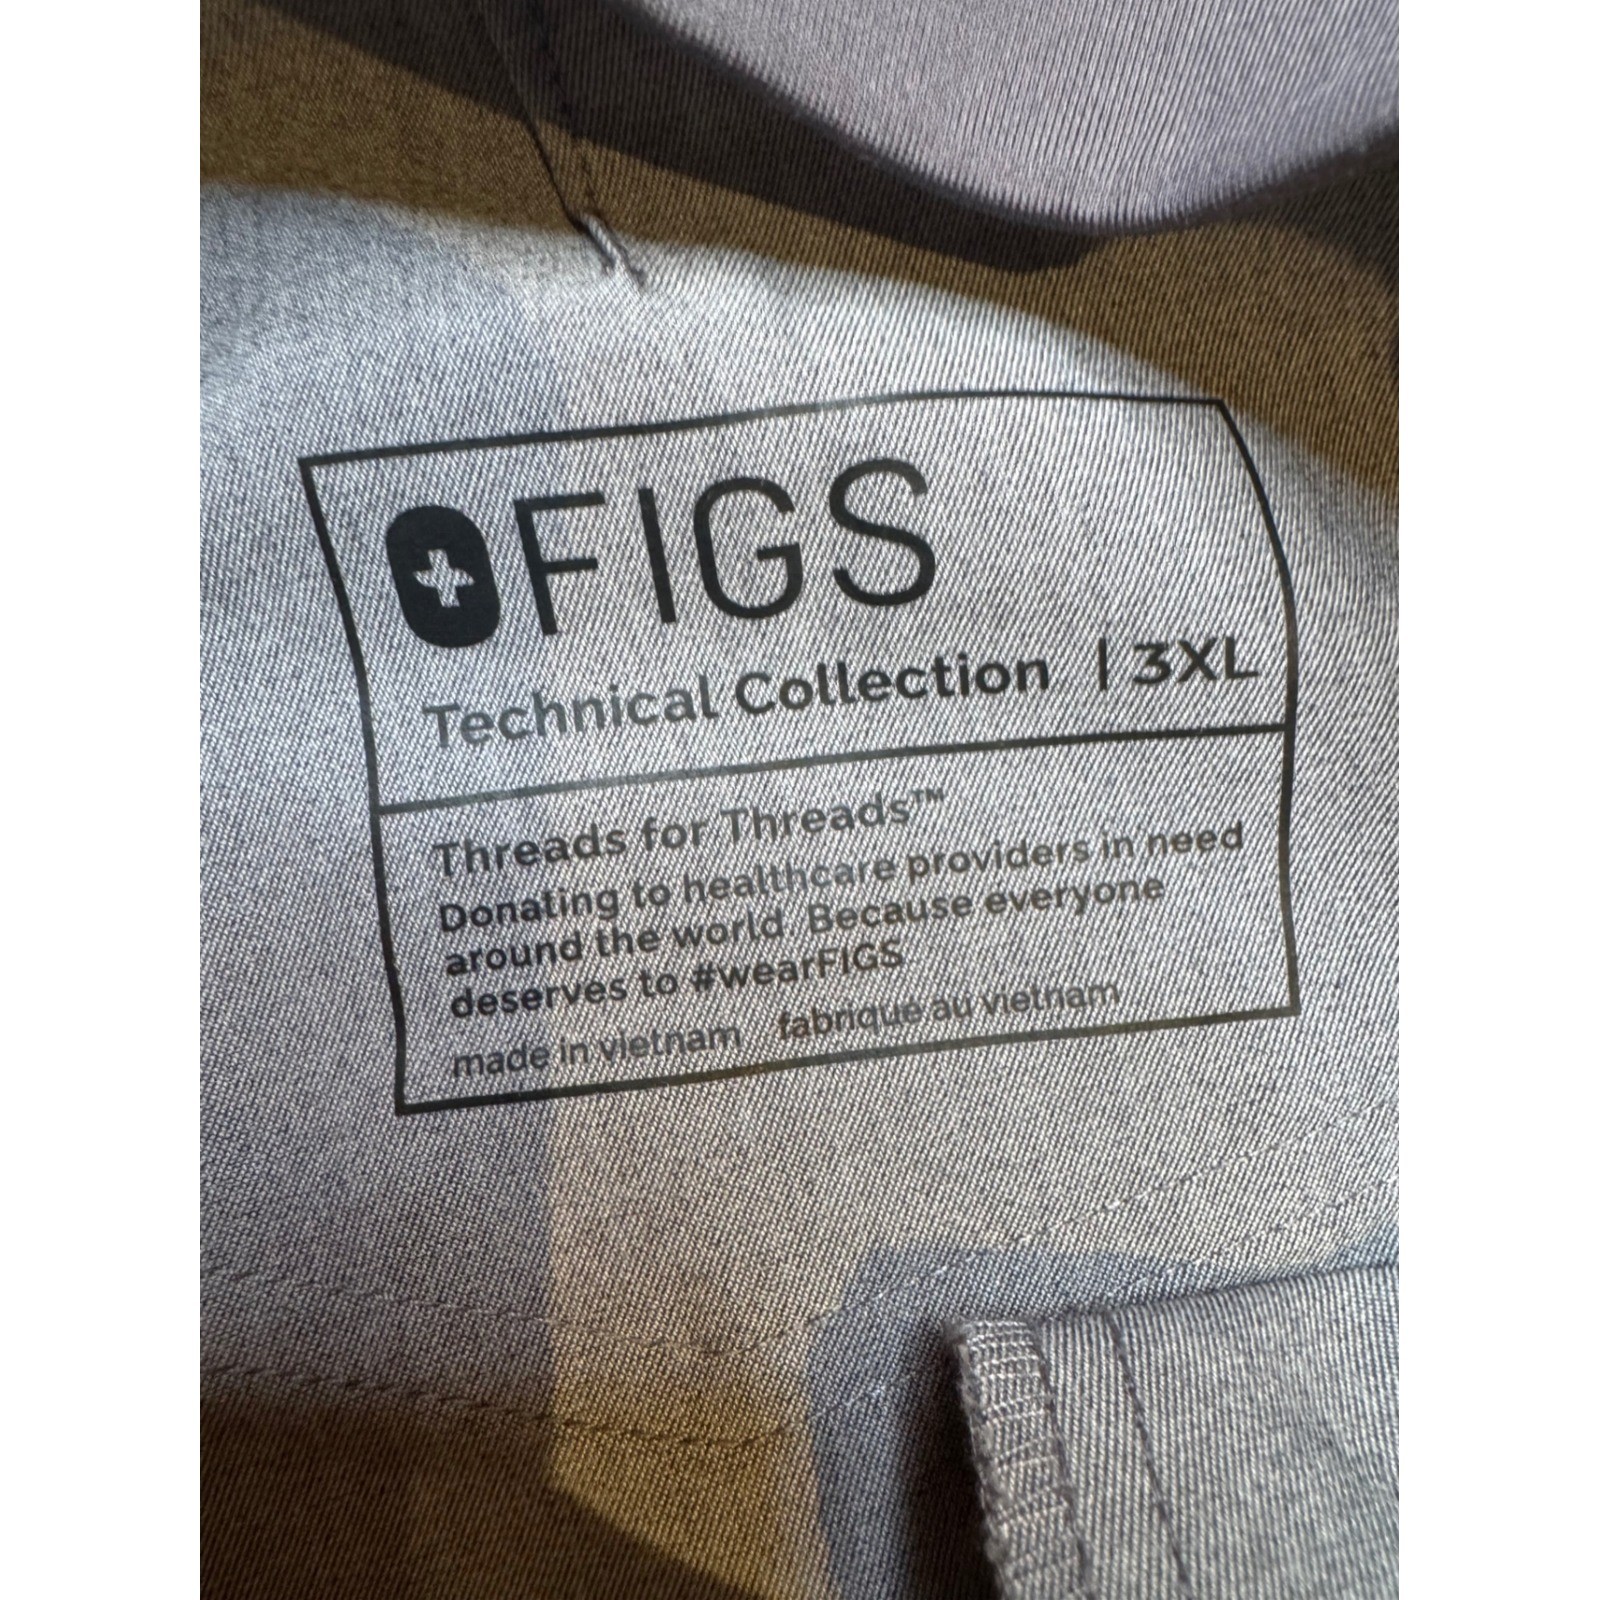 FIGS
Technical Collection | 3XL
Threads for Threads™
Donating to healthcare providers in need
around the world. Because everyone
deserves to #wearFIGS
made in vietnam fabriqué au vietnam